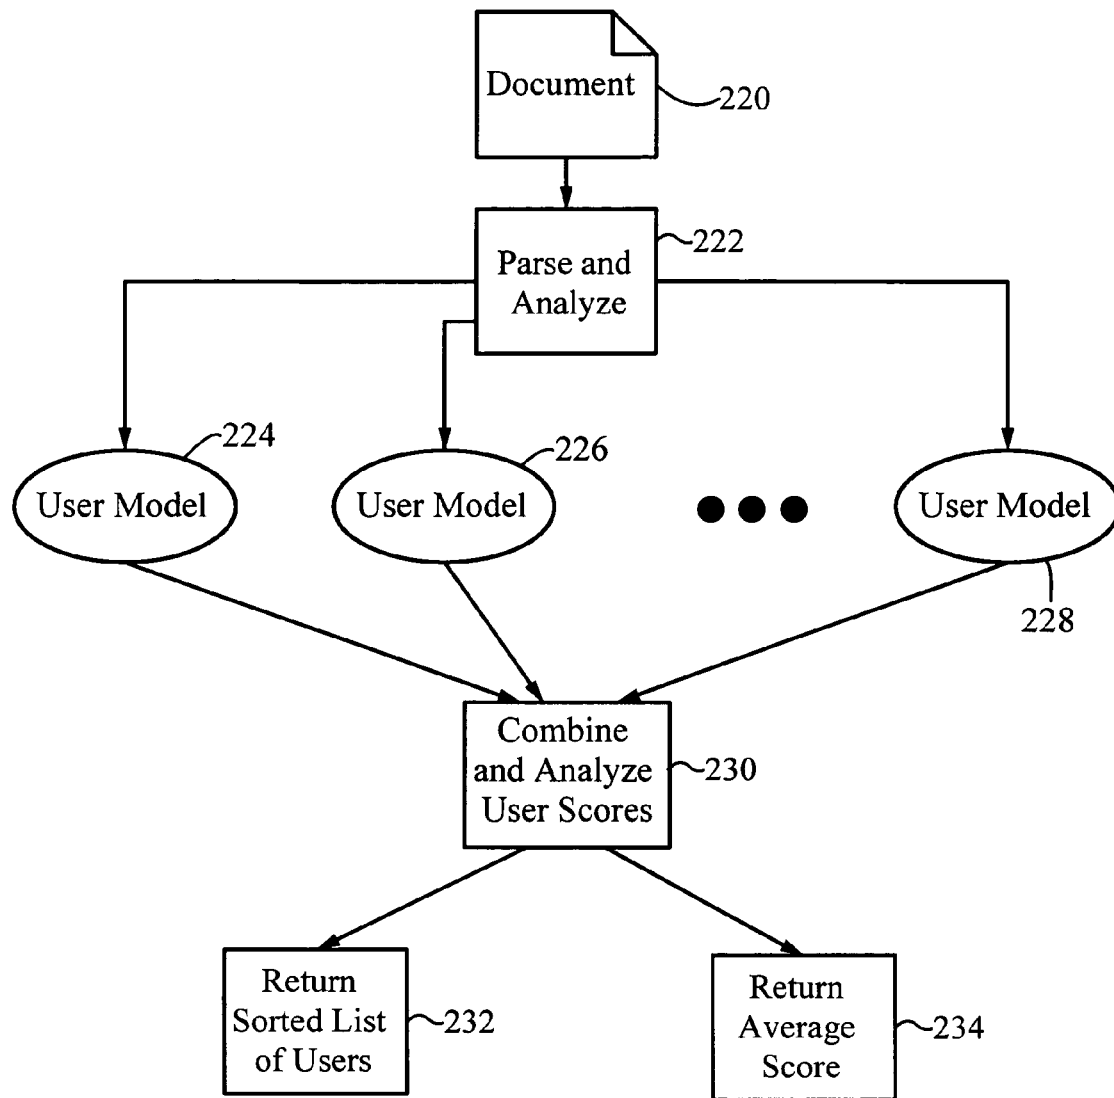 Document
220
Parse and
Analyze
222
User Model
224
User Model
226
User Model
228
Combine
and Analyze
User Scores
230
Return
Sorted List
of Users
232
Return
Average
Score
234